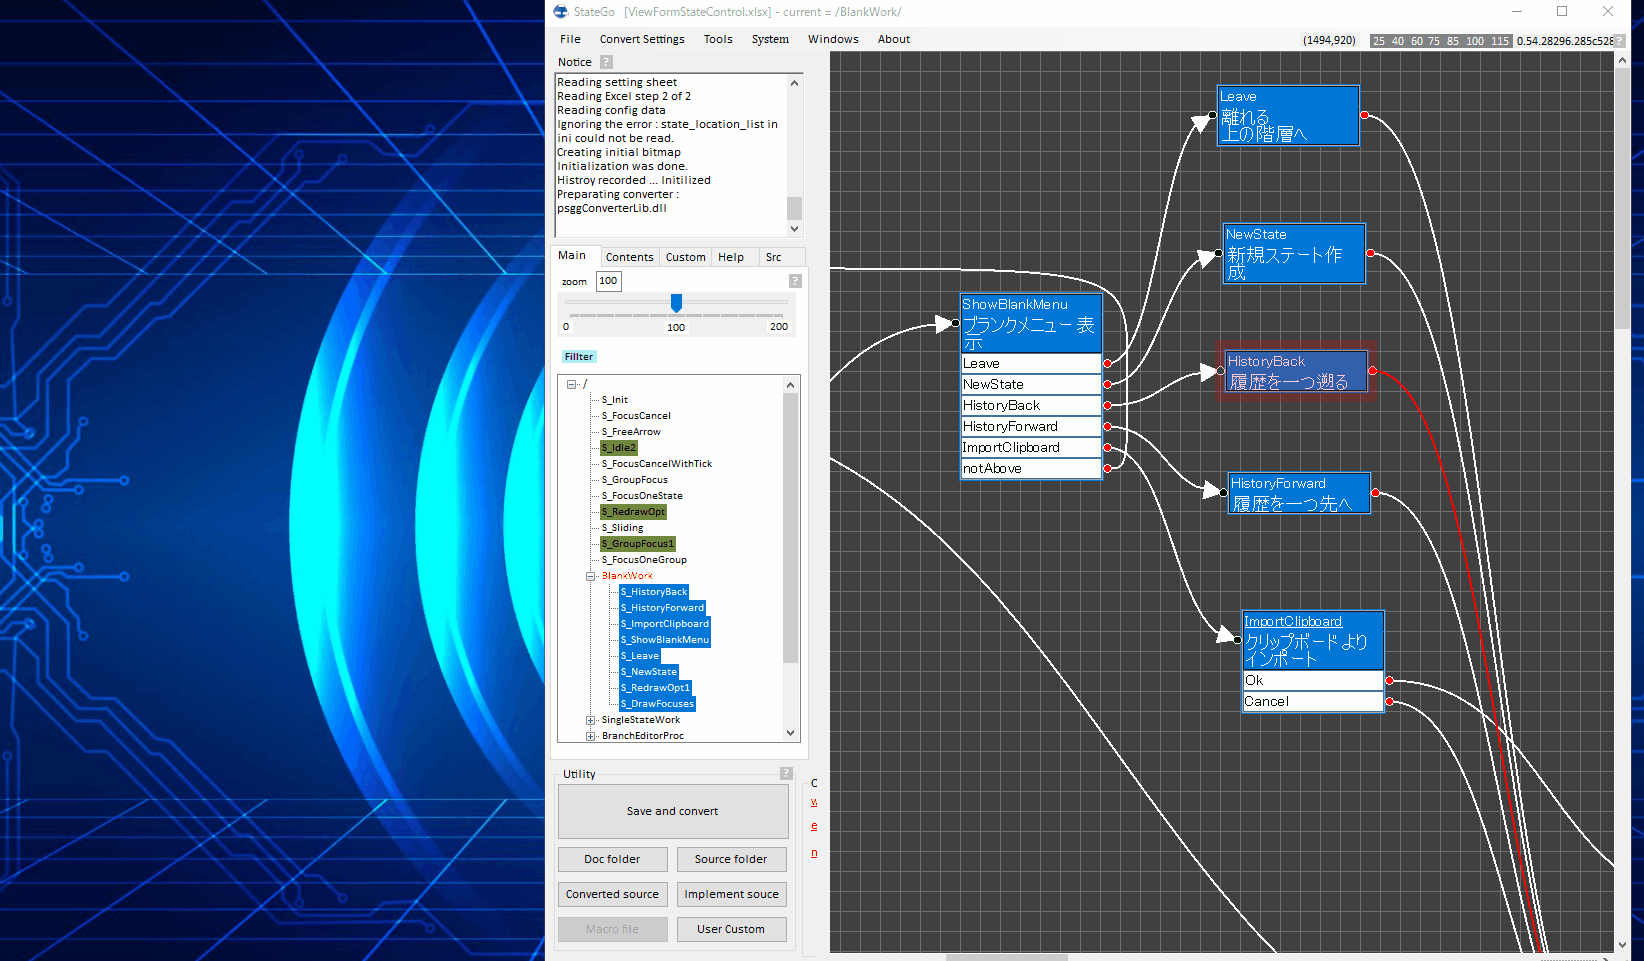 StateGo [ViewFormStateControl.xlsx] - current = /BlankWork/
File Convert Settings Tools System Windows About
(1494,920) 25 40 60 75 85 100 115 0.54.28296.285c528 ?
Notice ?
Reading setting sheet
Reading Excel step 2 of 2
Reading config data
Ignoring the error : state_location_list in
ini could not be read.
Creating initial bitmap
Initialization was done.
Histroy recorded ... Initilized
Preparating converter :
psggConverterLib.dll
Main Contents Custom Help Src
zoom 100 ?
0 100 200
Fillter
/
S_Init
S_FocusCancel
S_FreeArrow
S_Idle2
S_FocusCancelWithTick
S_GroupFocus
S_FocusOneState
S_RedrawOpt
S_Sliding
S_GroupFocus1
S_FocusOneGroup
BlankWork
S_HistoryBack
S_HistoryForward
S_ImportClipboard
S_ShowBlankMenu
S_Leave
S_NewState
S_RedrawOpt1
S_DrawFocuses
SingleStateWork
BranchEditorProc
Utility ?
Save and convert
Doc folder Source folder
Converted source Implement souce
Macro file User Custom
C
w
e
n
ShowBlankMenu
ブランクメニュー表
示
Leave
NewState
HistoryBack
HistoryForward
ImportClipboard
notAbove
Leave
離れる
上の階層へ
NewState
新規ステート作
成
HistoryBack
履歴を一つ遡る
HistoryForward
履歴を一つ先へ
ImportClipboard
クリップボードより
インポート
Ok
Cancel